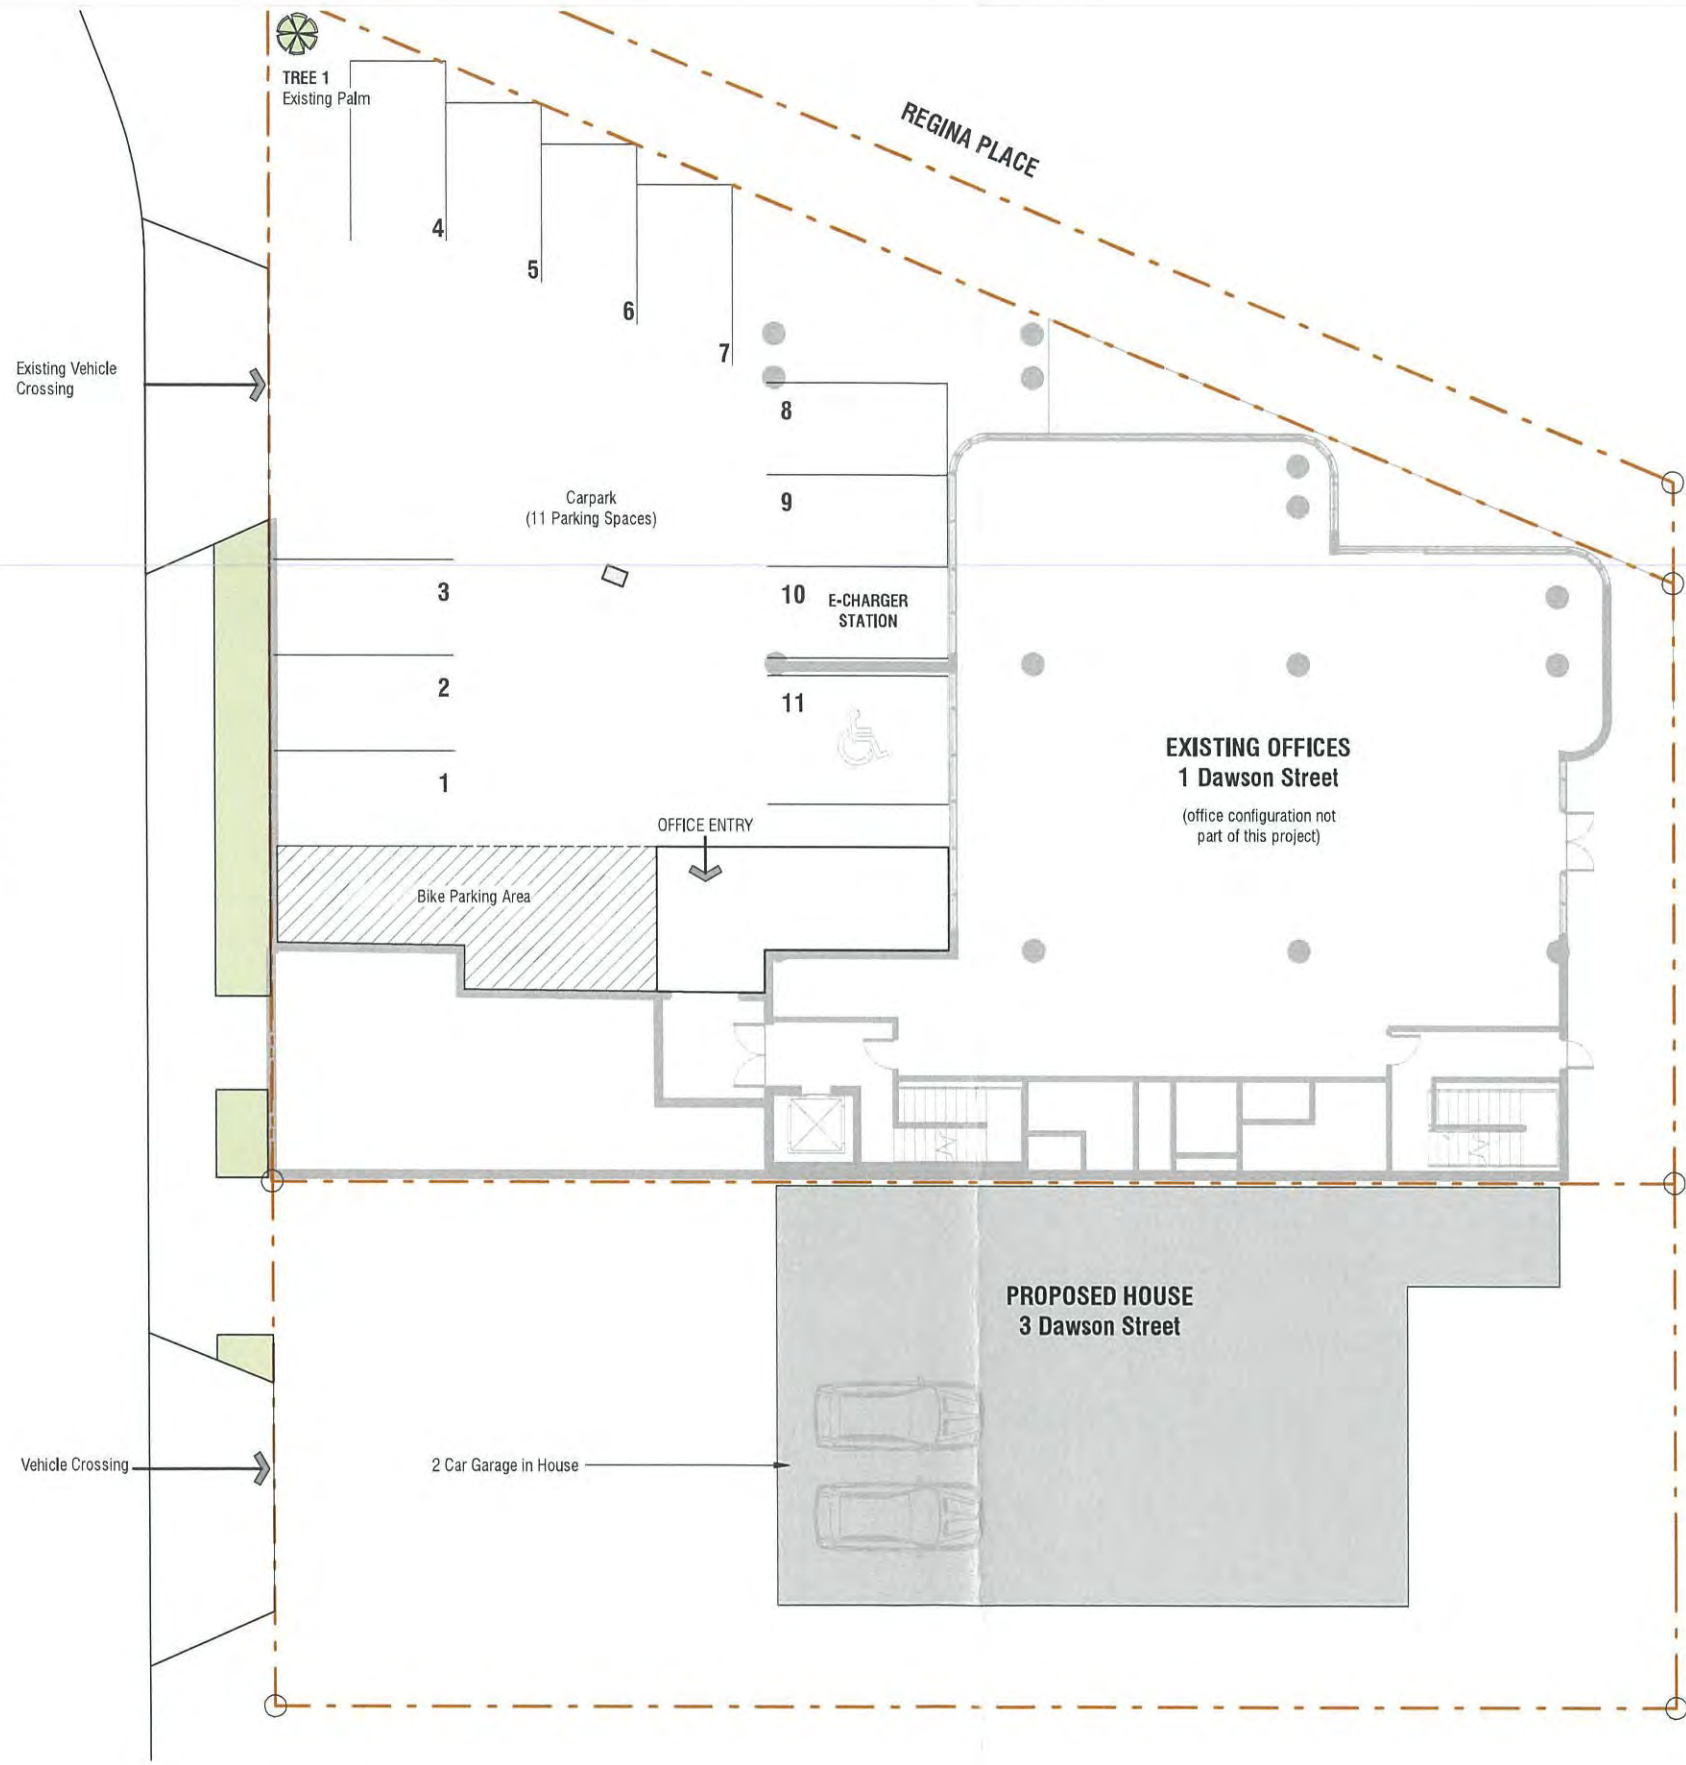 TREE 1
Existing Palm
REGINA PLACE
4
5
6
7
Existing Vehicle
Crossing
8
9
Carpark
(11 Parking Spaces)
3
10
E-CHARGER
STATION
2
11
1
EXISTING OFFICES
1 Dawson Street
(office configuration not
part of this project)
OFFICE ENTRY
Bike Parking Area
PROPOSED HOUSE
3 Dawson Street
Vehicle Crossing
2 Car Garage in House